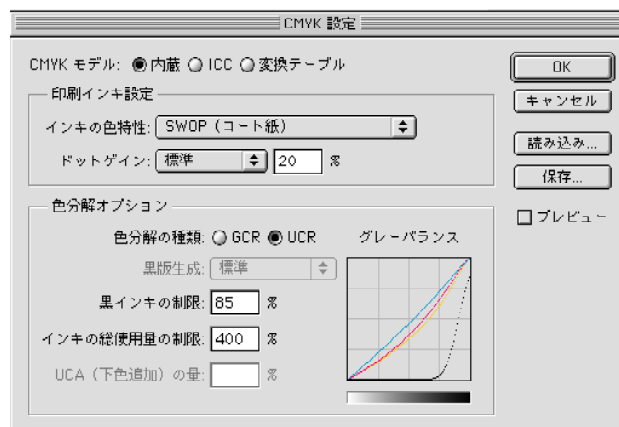 CMYK 設定
CMYK モデル: 内蔵 ICC 変換テーブル
印刷インキ設定
インキの色特性: SWOP (コート紙)
ドットゲイン: 標準 20 %
色分解オプション
色分解の種類: GCR UCR グレーバランス
黒版生成: 標準
黒インキの制限: 85 %
インキの総使用量の制限: 400 %
UCA (下色追加) の量: %
OK
キャンセル
読み込み...
保存...
プレビュー